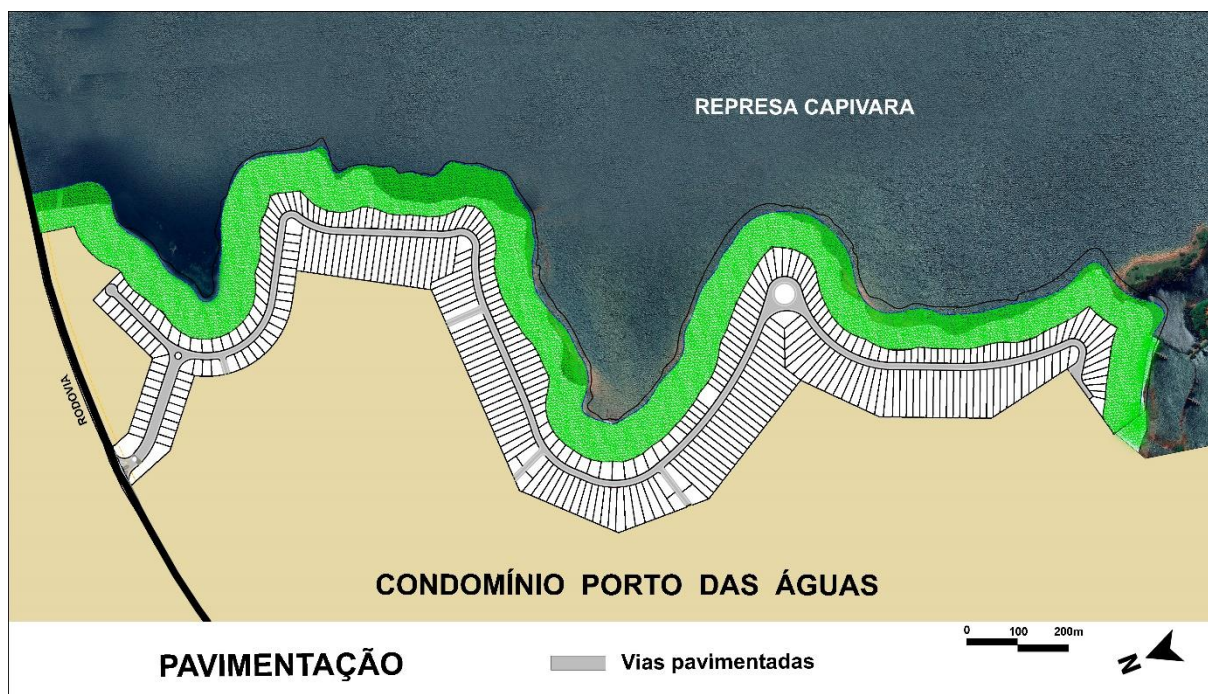 REPRESA CAPIVARA
RODOVIA
CONDOMÍNIO PORTO DAS ÁGUAS
0 100 200m
PAVIMENTAÇÃO
Vias pavimentadas
N